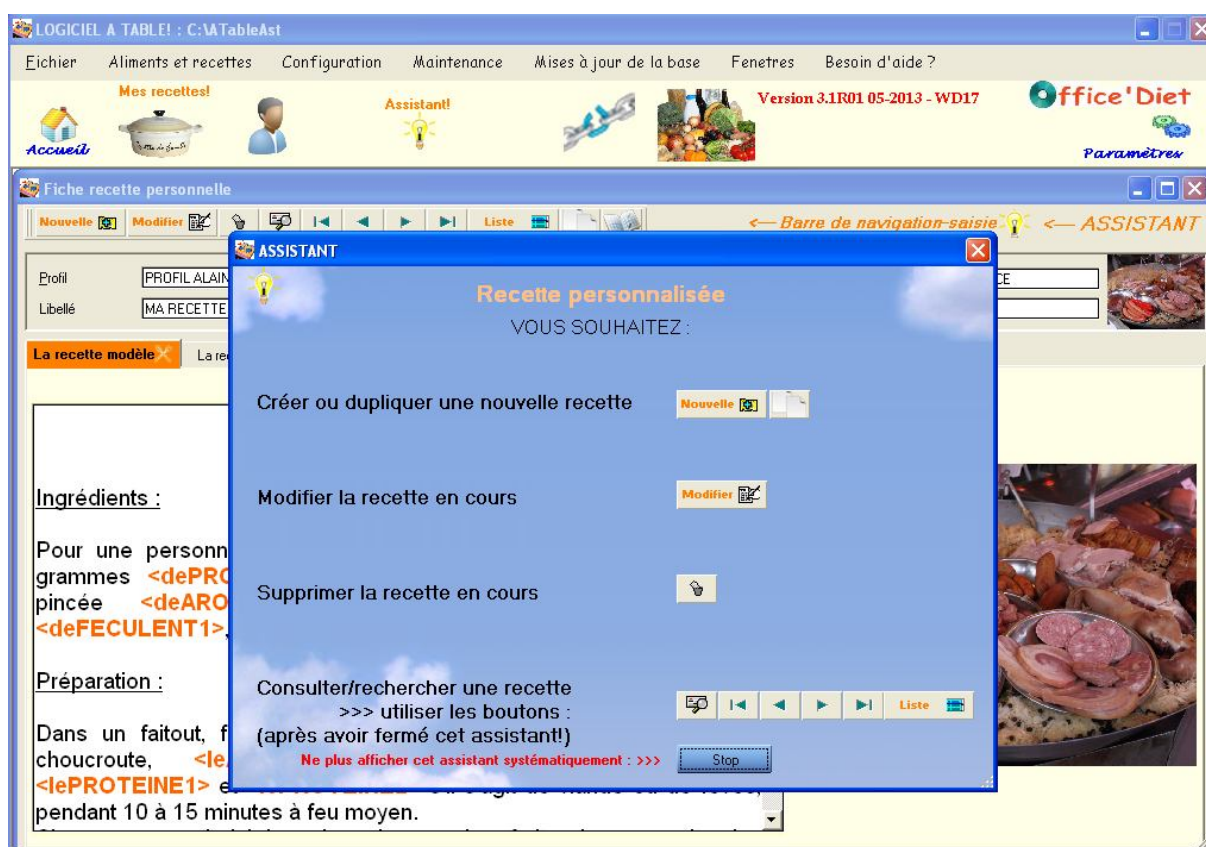 LOGICIEL A TABLE! : C:\ATableAst
Fichier Aliments et recettes Configuration Maintenance Mises à jour de la base Fenetres Besoin d'aide ?
Mes recettes!
Assistant!
Version 3.1R01 05-2013 - WD17
Office'Diet
Accueil
Paramètres
Fiche recette personnelle
Nouvelle Modifier Liste <— Barre de navigation-saisie <— ASSISTANT
ASSISTANT
Profil PROFIL ALAIN CE
Libellé MA RECETTE
La recette modèle La re
Recette personnalisée
VOUS SOUHAITEZ :
Créer ou dupliquer une nouvelle recette Nouvelle
Modifier la recette en cours Modifier
Supprimer la recette en cours
Consulter/rechercher une recette
>>> utiliser les boutons : Liste
(après avoir fermé cet assistant!)
Ne plus afficher cet assistant systématiquement : >>> Stop
Ingrédients :
Pour une personn
grammes <dePRO
pincée <deARO
<deFECULENT1>,
Préparation :
Dans un faitout, f
choucroute, <le
<lePROTEINE1> e
pendant 10 à 15 minutes à feu moyen.